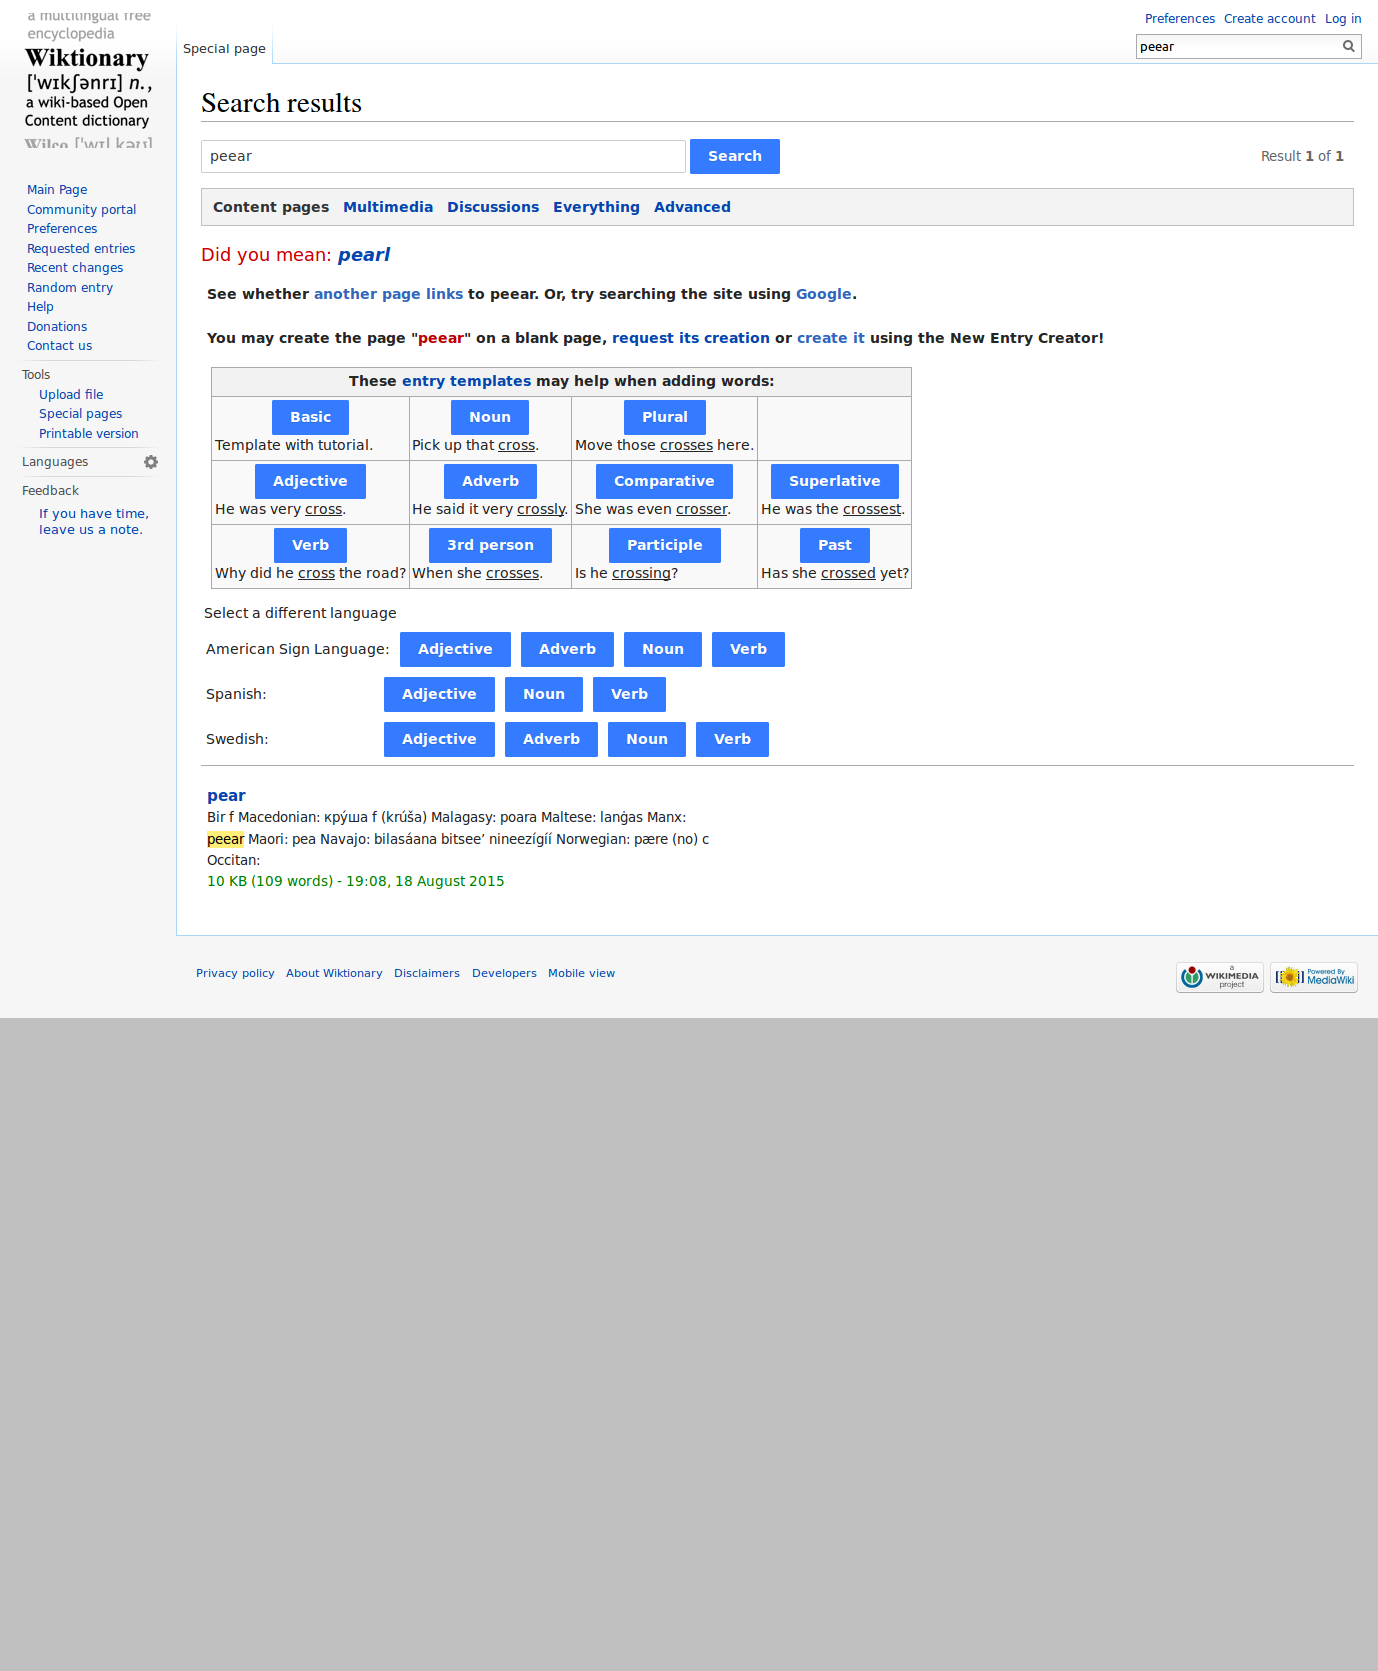 a multilingual free
encyclopedia
Wiktionary
[ˈwɪkʃənrɪ] n.,
a wiki-based Open
Content dictionary
Wilco [ˈwɪl kəʊ]
Preferences Create account Log in
Special page
peear
Search results
peear Search Result 1 of 1
Content pages Multimedia Discussions Everything Advanced
Did you mean: pearl
See whether another page links to peear. Or, try searching the site using Google.
You may create the page "peear" on a blank page, request its creation or create it using the New Entry Creator!
These entry templates may help when adding words:
Basic Noun Plural
Template with tutorial. Pick up that cross. Move those crosses here.
Adjective Adverb Comparative Superlative
He was very cross. He said it very crossly. She was even crosser. He was the crossest.
Verb 3rd person Participle Past
Why did he cross the road? When she crosses. Is he crossing? Has she crossed yet?
Select a different language
American Sign Language: Adjective Adverb Noun Verb
Spanish: Adjective Noun Verb
Swedish: Adjective Adverb Noun Verb
pear
Bir f Macedonian: кру́ша f (krúša) Malagasy: poara Maltese: lanġas Manx:
peear Maori: pea Navajo: bilasáana bitsee’ nineezígíí Norwegian: pære (no) c
Occitan:
10 KB (109 words) - 19:08, 18 August 2015
Main Page
Community portal
Preferences
Requested entries
Recent changes
Random entry
Help
Donations
Contact us
Tools
Upload file
Special pages
Printable version
Languages
Feedback
If you have time,
leave us a note.
Privacy policy About Wiktionary Disclaimers Developers Mobile view
a
WIKIMEDIA
project
Powered By
MediaWiki